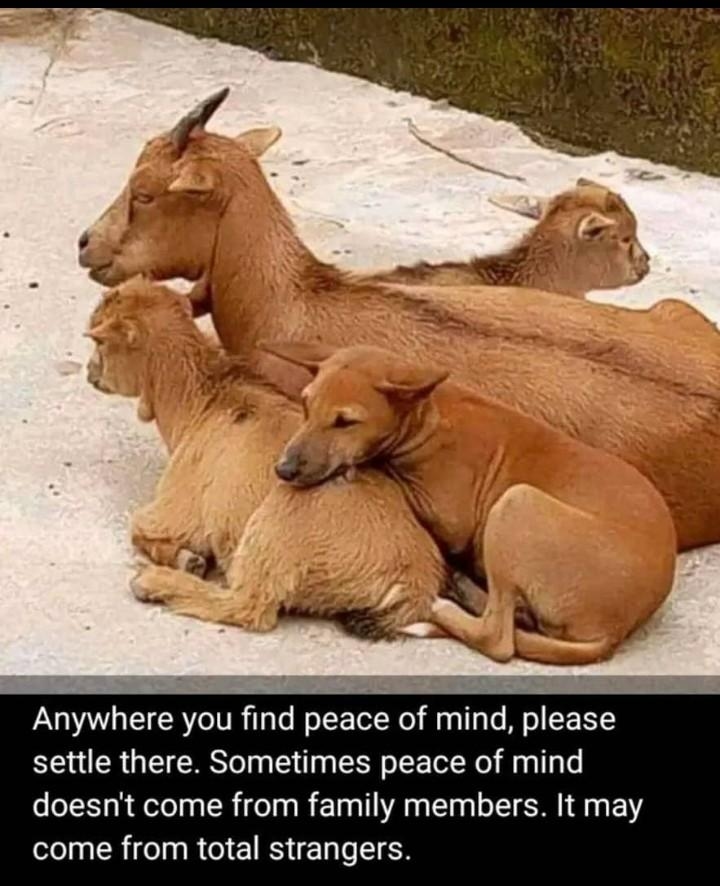 Anywhere you find peace of mind, please
settle there. Sometimes peace of mind
doesn't come from family members. It may
come from total strangers.